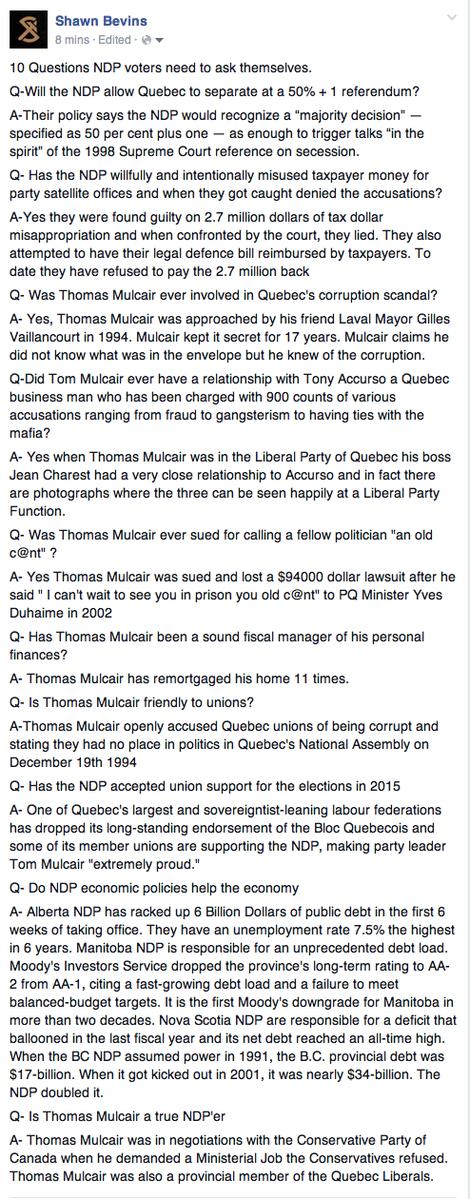 Shawn Bevins
8 mins · Edited ·
10 Questions NDP voters need to ask themselves.
Q-Will the NDP allow Quebec to separate at a 50% + 1 referendum?
A-Their policy says the NDP would recognize a "majority decision" —
specified as 50 per cent plus one — as enough to trigger talks "in the
spirit" of the 1998 Supreme Court reference on secession.
Q- Has the NDP willfully and intentionally misused taxpayer money for
party satellite offices and when they got caught denied the accusations?
A-Yes they were found guilty on 2.7 million dollars of tax dollar
misappropriation and when confronted by the court, they lied. They also
attempted to have their legal defence bill reimbursed by taxpayers. To
date they have refused to pay the 2.7 million back
Q- Was Thomas Mulcair ever involved in Quebec's corruption scandal?
A- Yes, Thomas Mulcair was approached by his friend Laval Mayor Gilles
Vaillancourt in 1994. Mulcair kept it secret for 17 years. Mulcair claims he
did not know what was in the envelope but he knew of the corruption.
Q-Did Tom Mulcair ever have a relationship with Tony Accurso a Quebec
business man who has been charged with 900 counts of various
accusations ranging from fraud to gangsterism to having ties with the
mafia?
A- Yes when Thomas Mulcair was in the Liberal Party of Quebec his boss
Jean Charest had a very close relationship to Accurso and in fact there
are photographs where the three can be seen happily at a Liberal Party
Function.
Q- Was Thomas Mulcair ever sued for calling a fellow politician "an old
c@nt" ?
A- Yes Thomas Mulcair was sued and lost a $94000 dollar lawsuit after he
said " I can't wait to see you in prison you old c@nt" to PQ Minister Yves
Duhaime in 2002
Q- Has Thomas Mulcair been a sound fiscal manager of his personal
finances?
A- Thomas Mulcair has remortgaged his home 11 times.
Q- Is Thomas Mulcair friendly to unions?
A-Thomas Mulcair openly accused Quebec unions of being corrupt and
stating they had no place in politics in Quebec's National Assembly on
December 19th 1994
Q- Has the NDP accepted union support for the elections in 2015
A- One of Quebec's largest and sovereigntist-leaning labour federations
has dropped its long-standing endorsement of the Bloc Quebecois and
some of its member unions are supporting the NDP, making party leader
Tom Mulcair "extremely proud."
Q- Do NDP economic policies help the economy
A- Alberta NDP has racked up 6 Billion Dollars of public debt in the first 6
weeks of taking office. They have an unemployment rate 7.5% the highest
in 6 years. Manitoba NDP is responsible for an unprecedented debt load.
Moody's Investors Service dropped the province's long-term rating to AA-
2 from AA-1, citing a fast-growing debt load and a failure to meet
balanced-budget targets. It is the first Moody's downgrade for Manitoba in
more than two decades. Nova Scotia NDP are responsible for a deficit that
ballooned in the last fiscal year and its net debt reached an all-time high.
When the BC NDP assumed power in 1991, the B.C. provincial debt was
$17-billion. When it got kicked out in 2001, it was nearly $34-billion. The
NDP doubled it.
Q- Is Thomas Mulcair a true NDP'er
A- Thomas Mulcair was in negotiations with the Conservative Party of
Canada when he demanded a Ministerial Job the Conservatives refused.
Thomas Mulcair was also a provincial member of the Quebec Liberals.